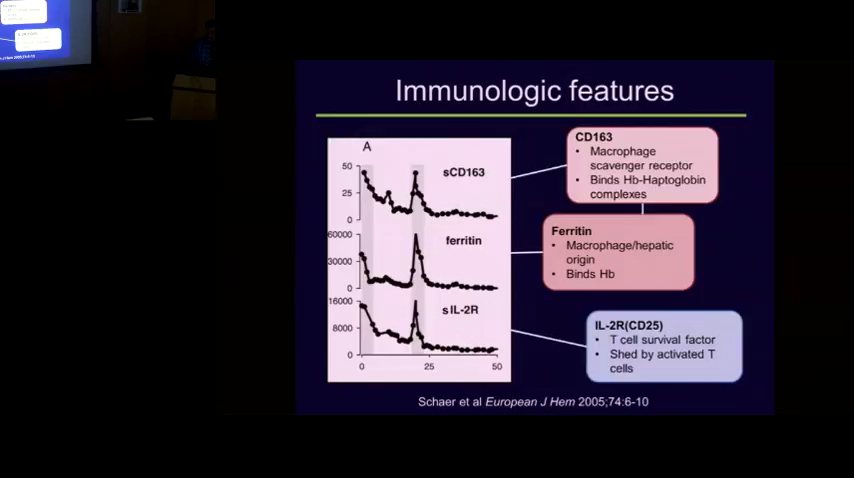 Immunologic features
A
sCD163
50
25
0
ferritin
60000
30000
0
sIL-2R
16000
8000
0
0 25 50
CD163
• Macrophage
scavenger receptor
• Binds Hb-Haptoglobin
complexes
Ferritin
• Macrophage/hepatic
origin
• Binds Hb
IL-2R(CD25)
• T cell survival factor
• Shed by activated T
cells
Schaer et al European J Hem 2005;74:6-10